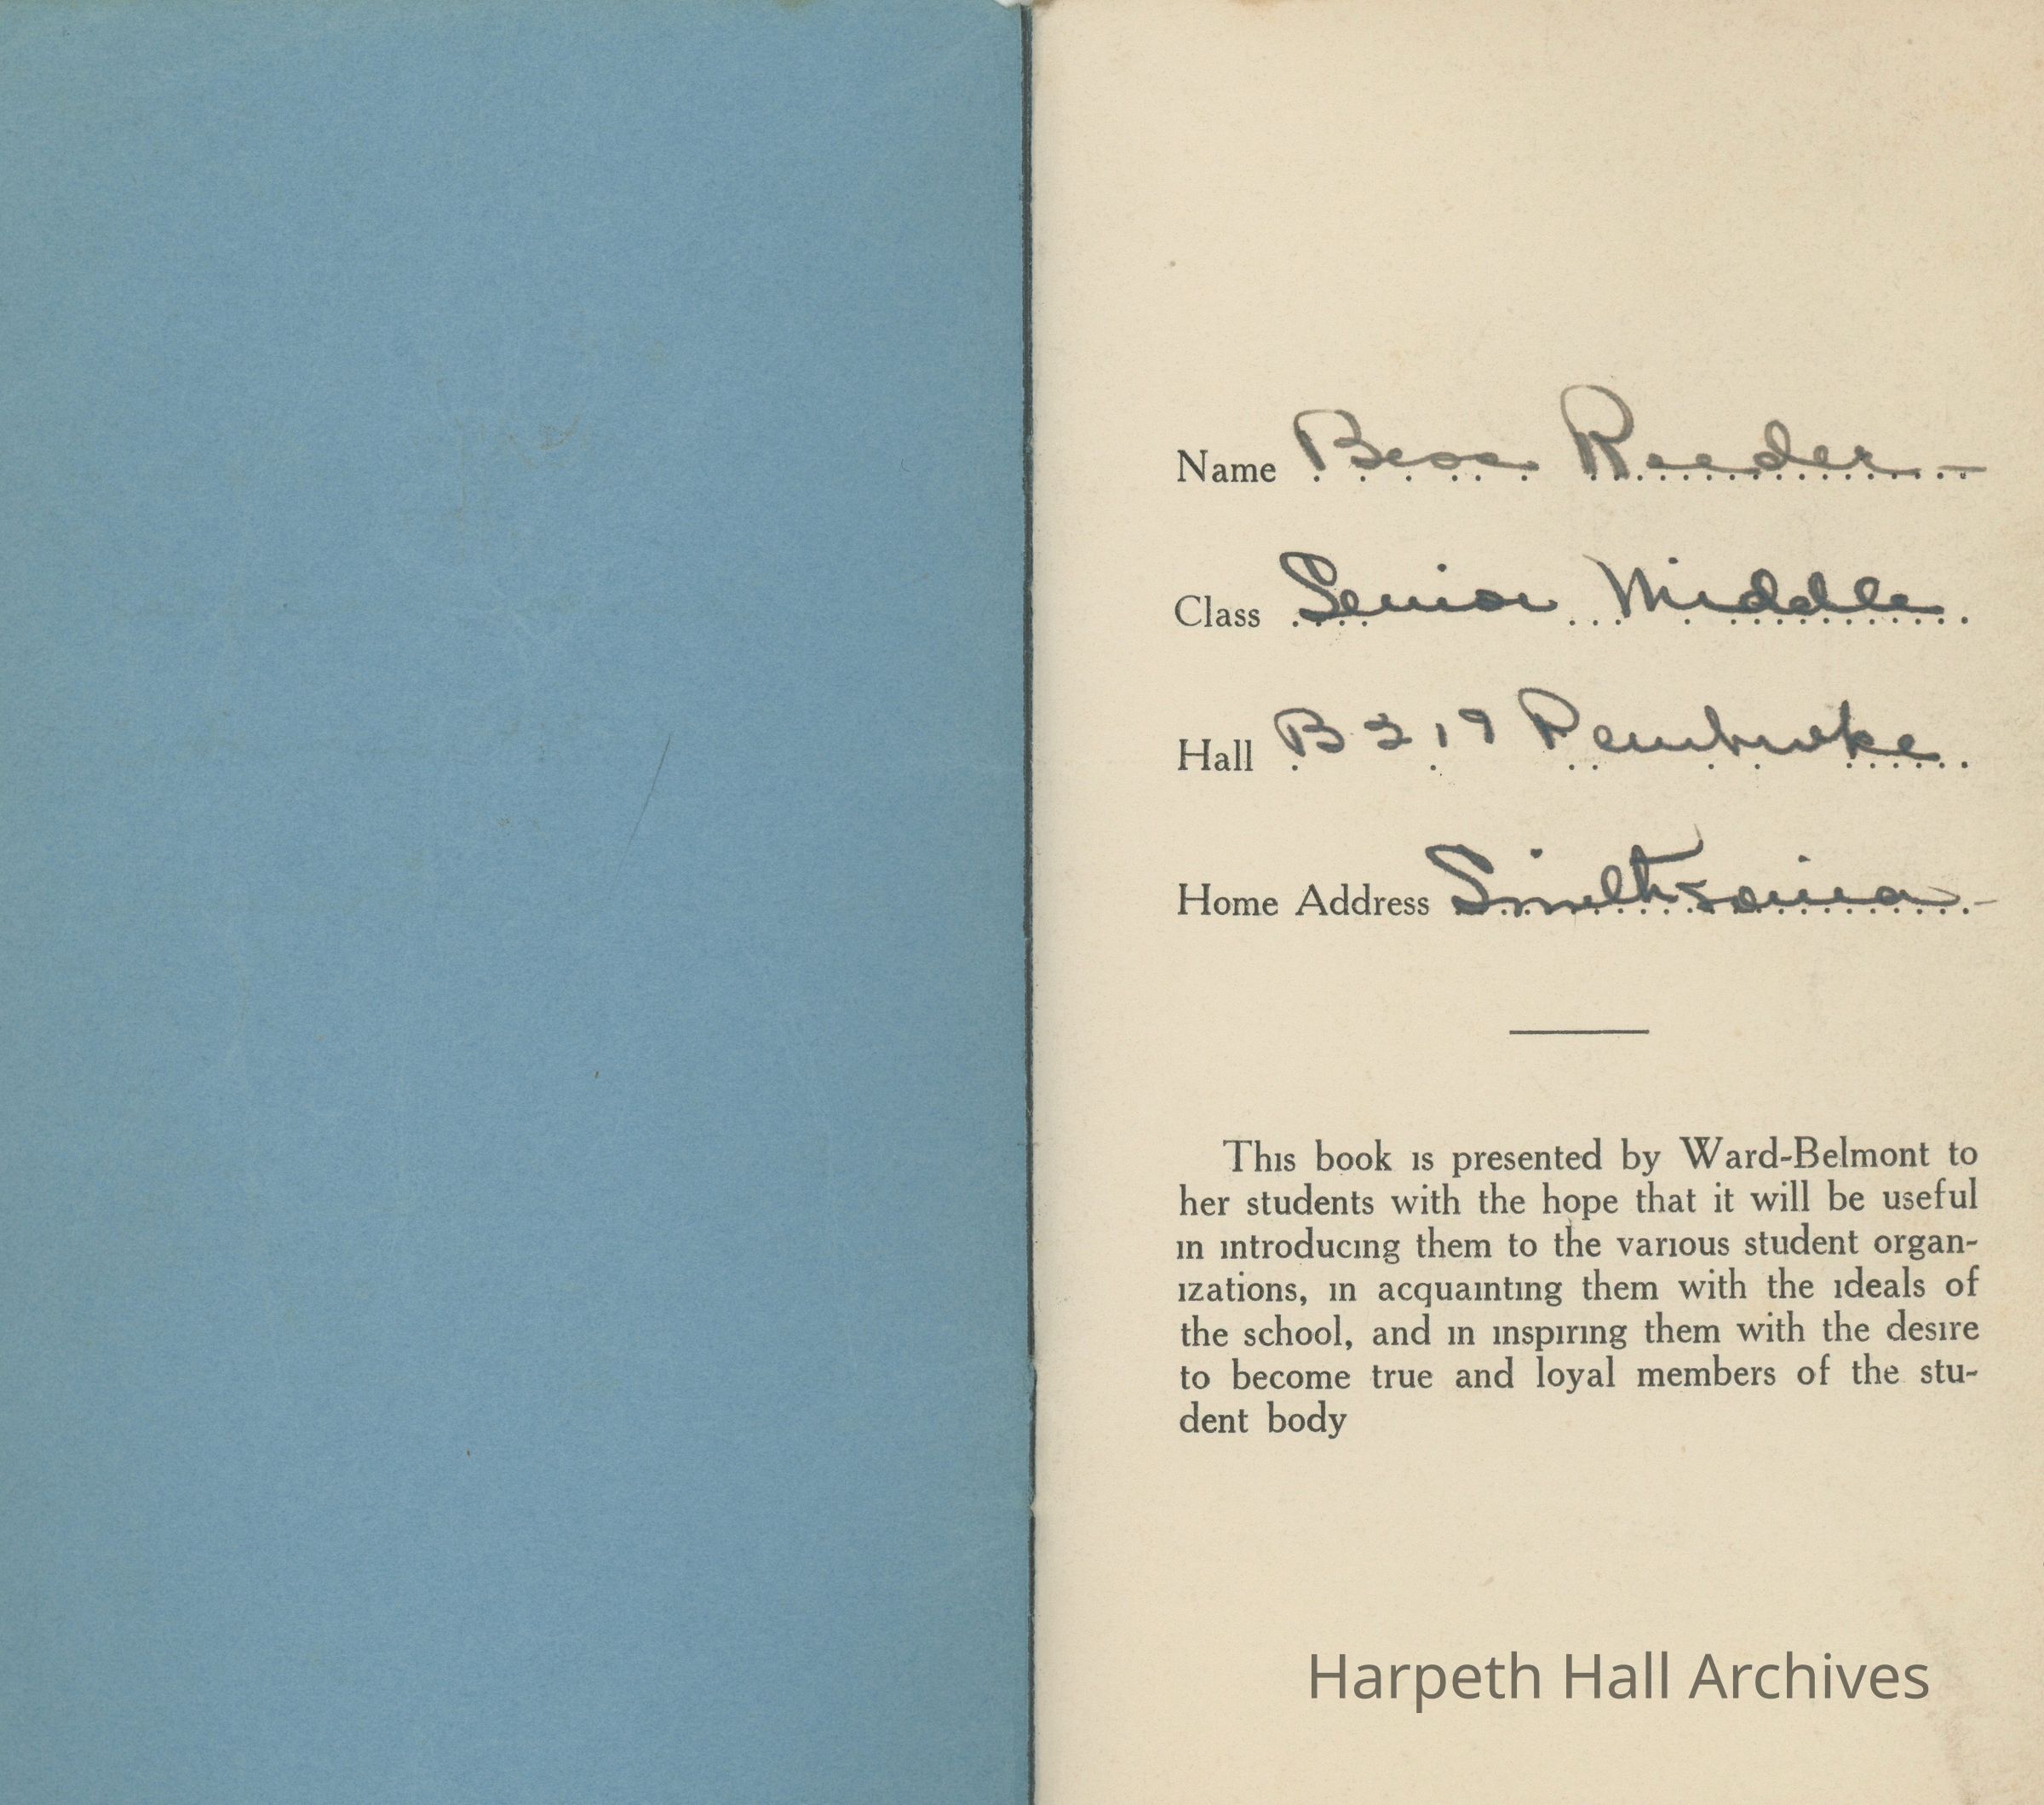 Name Bess Reeder
Class Senior Middle
Hall B 219 Pembroke
Home Address Smithsonia
This book is presented by Ward-Belmont to
her students with the hope that it will be useful
in introducing them to the various student organ-
izations, in acquainting them with the ideals of
the school, and in inspiring them with the desire
to become true and loyal members of the stu-
dent body
Harpeth Hall Archives